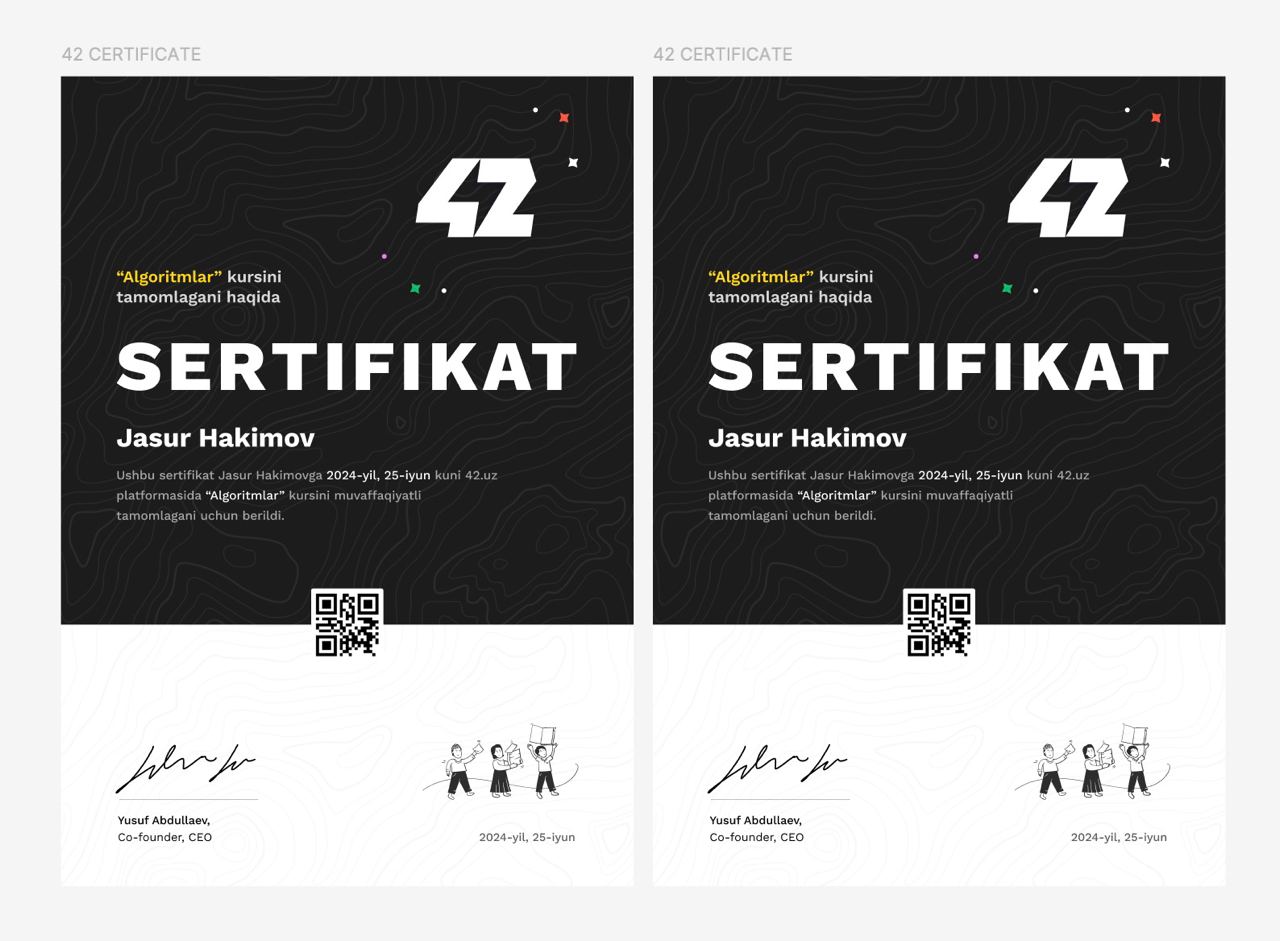 42 CERTIFICATE
42
“Algoritmlar” kursini
tamomlagani haqida
SERTIFIKAT
Jasur Hakimov
Ushbu sertifikat Jasur Hakimovga 2024-yil, 25-iyun kuni 42.uz
platformasida “Algoritmlar” kursini muvaffaqiyatli
tamomlagani uchun berildi.
Yusuf Abdullaev,
Co-founder, CEO
2024-yil, 25-iyun
42 CERTIFICATE
42
“Algoritmlar” kursini
tamomlagani haqida
SERTIFIKAT
Jasur Hakimov
Ushbu sertifikat Jasur Hakimovga 2024-yil, 25-iyun kuni 42.uz
platformasida “Algoritmlar” kursini muvaffaqiyatli
tamomlagani uchun berildi.
Yusuf Abdullaev,
Co-founder, CEO
2024-yil, 25-iyun